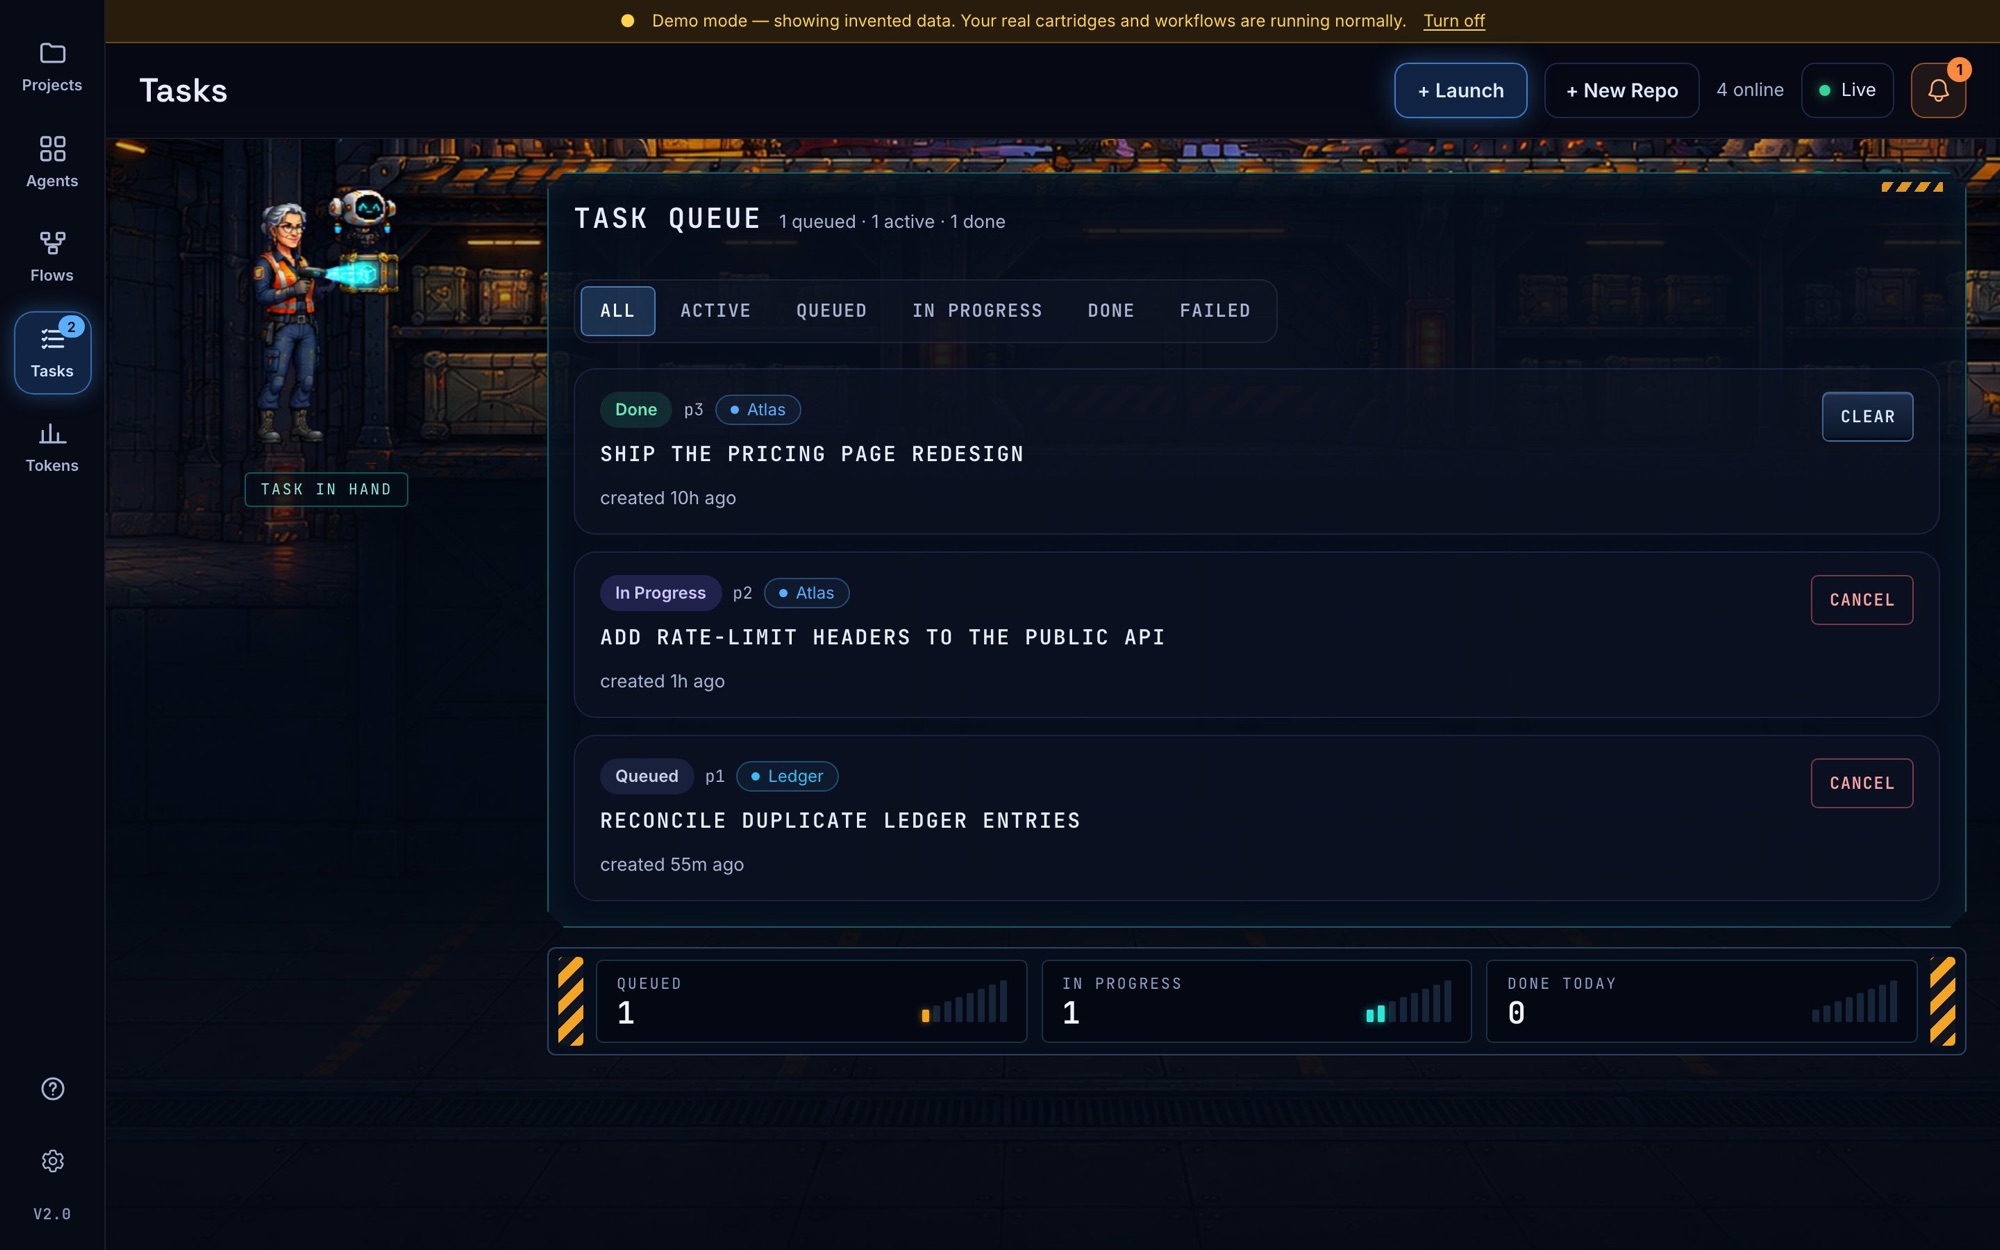 Demo mode — showing invented data. Your real cartridges and workflows are running normally. Turn off
Projects
Agents
Flows
2
Tasks
Tokens
V2.0
Tasks
+ Launch
+ New Repo
4 online
Live
1
TASK IN HAND
TASK QUEUE 1 queued · 1 active · 1 done
ALL ACTIVE QUEUED IN PROGRESS DONE FAILED
Done p3 Atlas
CLEAR
SHIP THE PRICING PAGE REDESIGN
created 10h ago
In Progress p2 Atlas
CANCEL
ADD RATE-LIMIT HEADERS TO THE PUBLIC API
created 1h ago
Queued p1 Ledger
CANCEL
RECONCILE DUPLICATE LEDGER ENTRIES
created 55m ago
QUEUED
1
IN PROGRESS
1
DONE TODAY
0